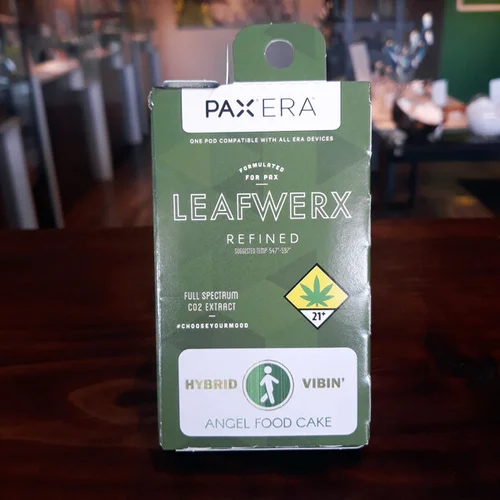 PAX ERA™
ONE POD COMPATIBLE WITH ALL ERA DEVICES
FORMULATED
FOR PAX
LEAFWERX
REFINED
FULL SPECTRUM
CO2 EXTRACT
21+
#CHOOSEYOURMOOD
HYBRID VIBIN'
ANGEL FOOD CAKE